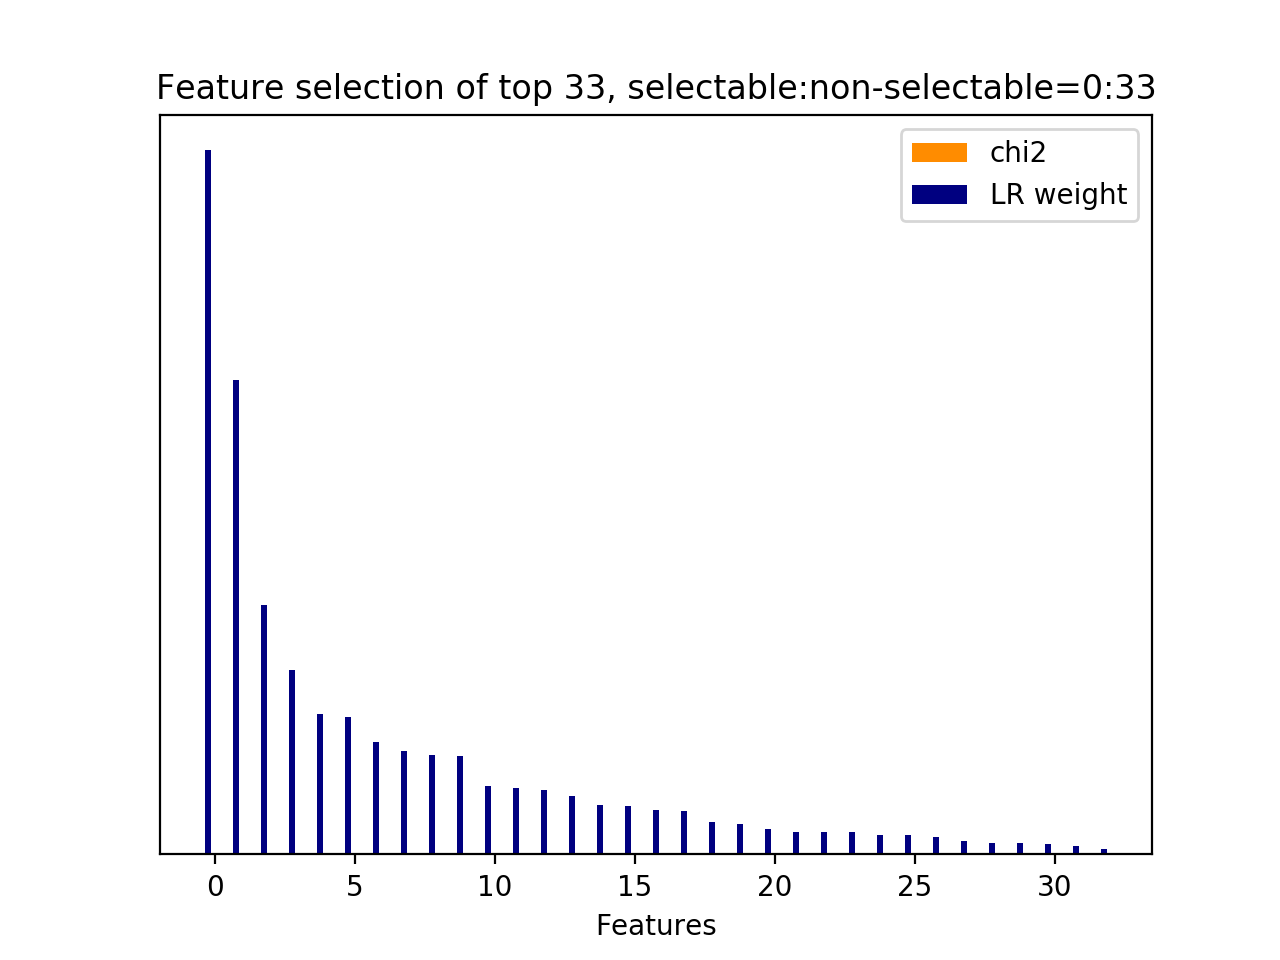 Feature selection of top 33, selectable:non-selectable=0:33
chi2
LR weight
0 5 10 15 20 25 30
Features